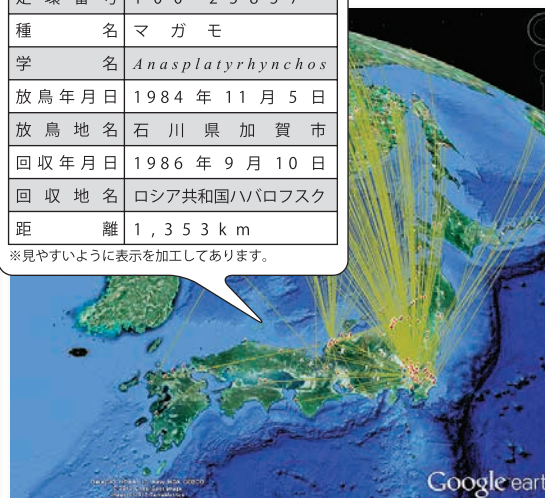 種名 マガモ
学名 Anasplatyrhynchos
放鳥年月日 1984年11月5日
放鳥地名 石川県加賀市
回収年月日 1986年9月10日
回収地名 ロシア共和国ハバロフスク
距離 1,353km
※見やすいように表示を加工してあります。
Google eart